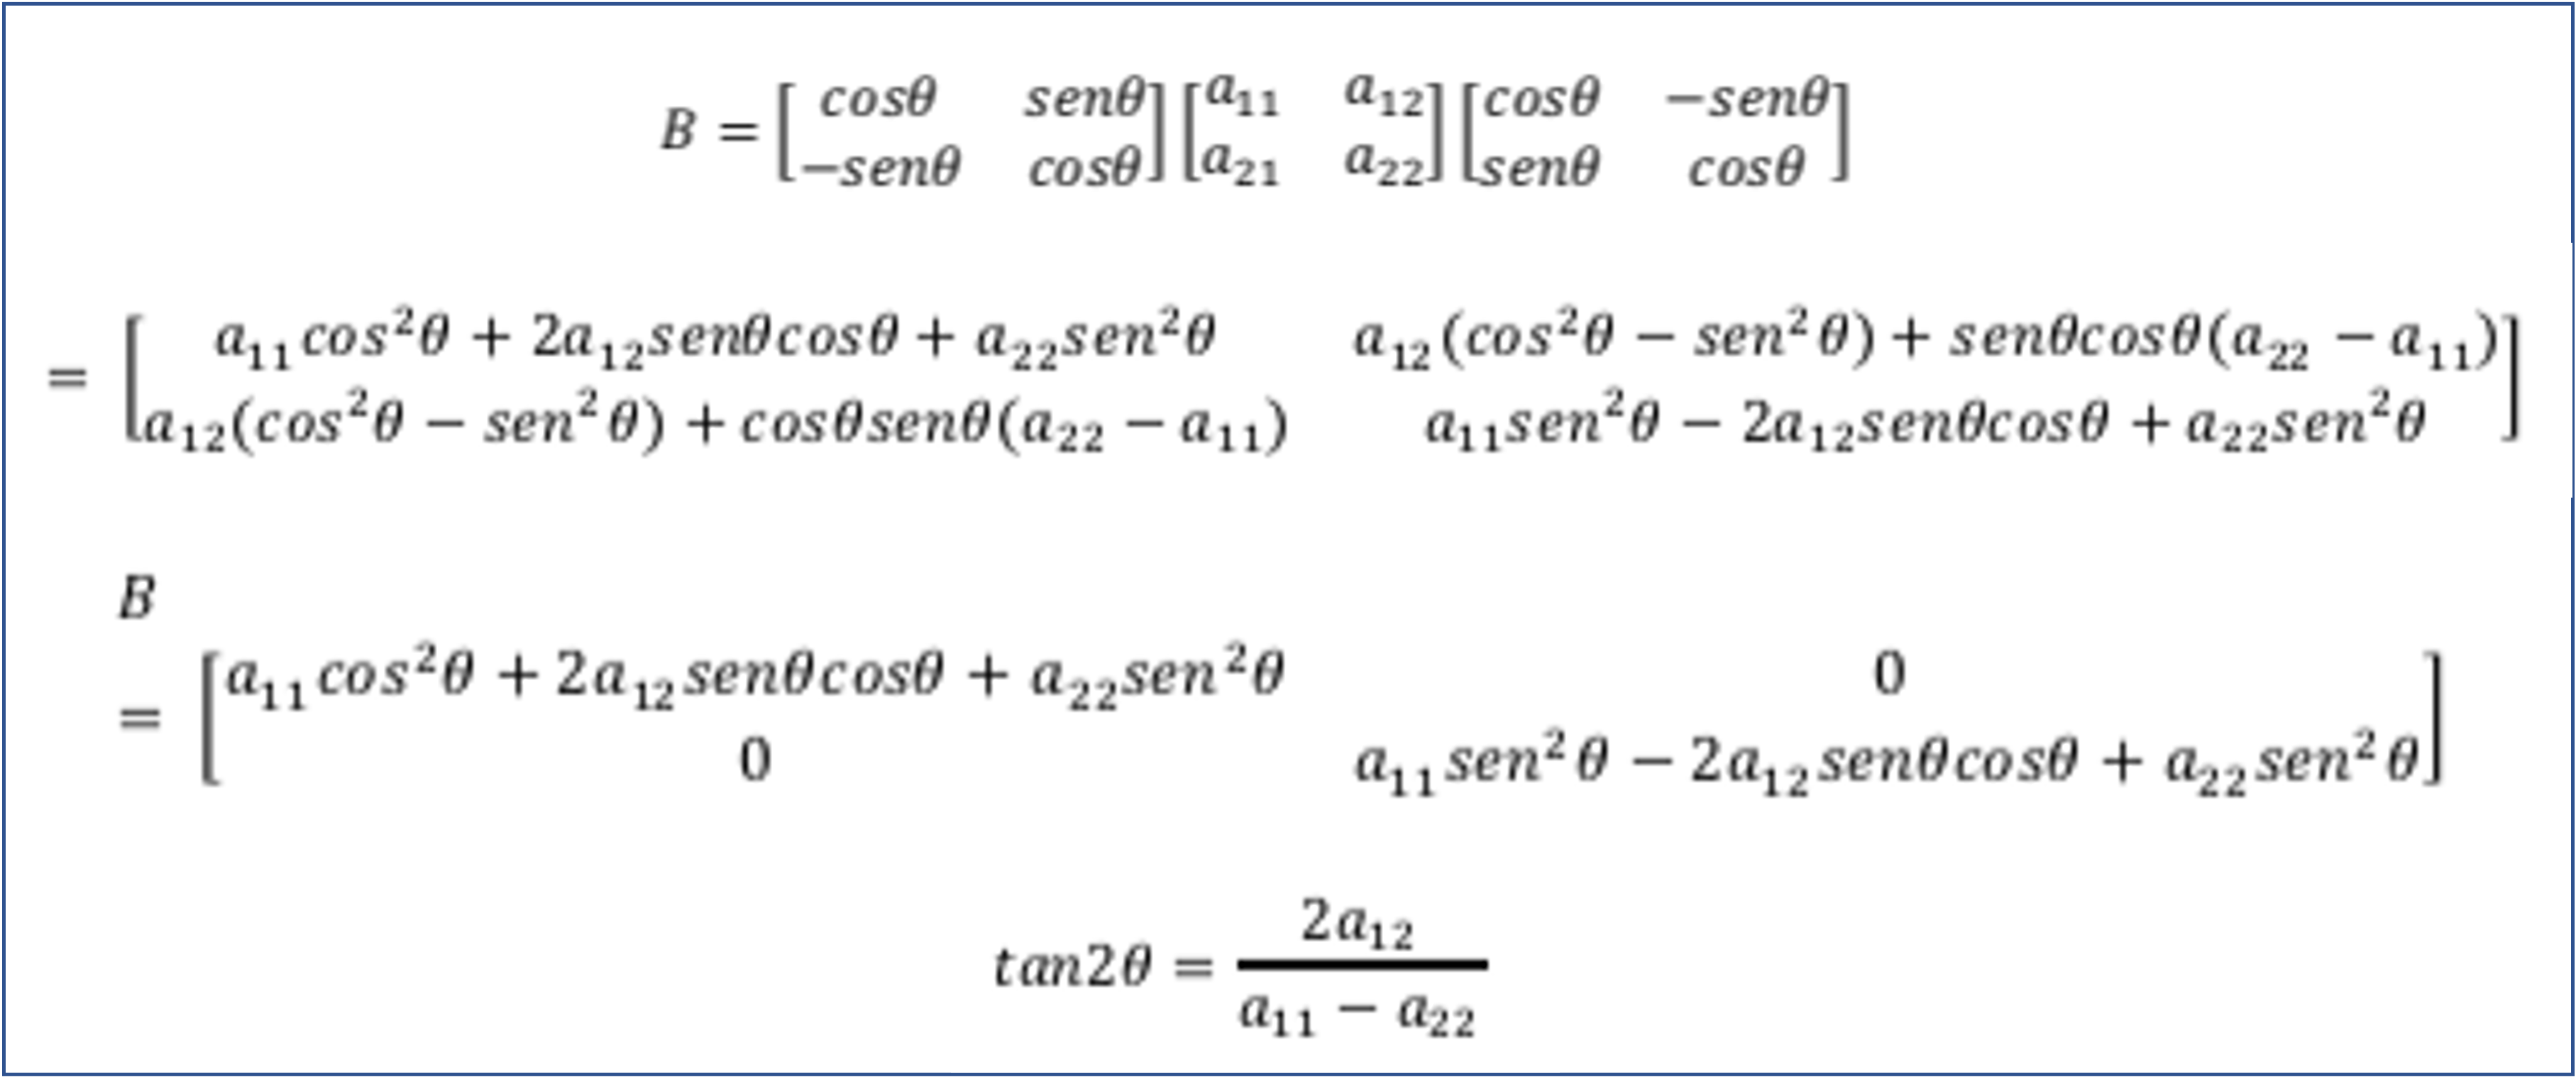 B = [cosθ senθ −senθ cosθ] [a₁₁ a₁₂ a₂₁ a₂₂] [cosθ −senθ senθ cosθ]
= [a₁₁cos²θ + 2a₁₂senθcosθ + a₂₂sen²θ a₁₂(cos²θ − sen²θ) + senθcosθ(a₂₂ − a₁₁)
a₁₂(cos²θ − sen²θ) + cosθsenθ(a₂₂ − a₁₁) a₁₁sen²θ − 2a₁₂senθcosθ + a₂₂sen²θ]
B
= [a₁₁cos²θ + 2a₁₂senθcosθ + a₂₂sen²θ 0
0 a₁₁sen²θ − 2a₁₂senθcosθ + a₂₂sen²θ]
tan2θ = 2a₁₂ / a₁₁ − a₂₂